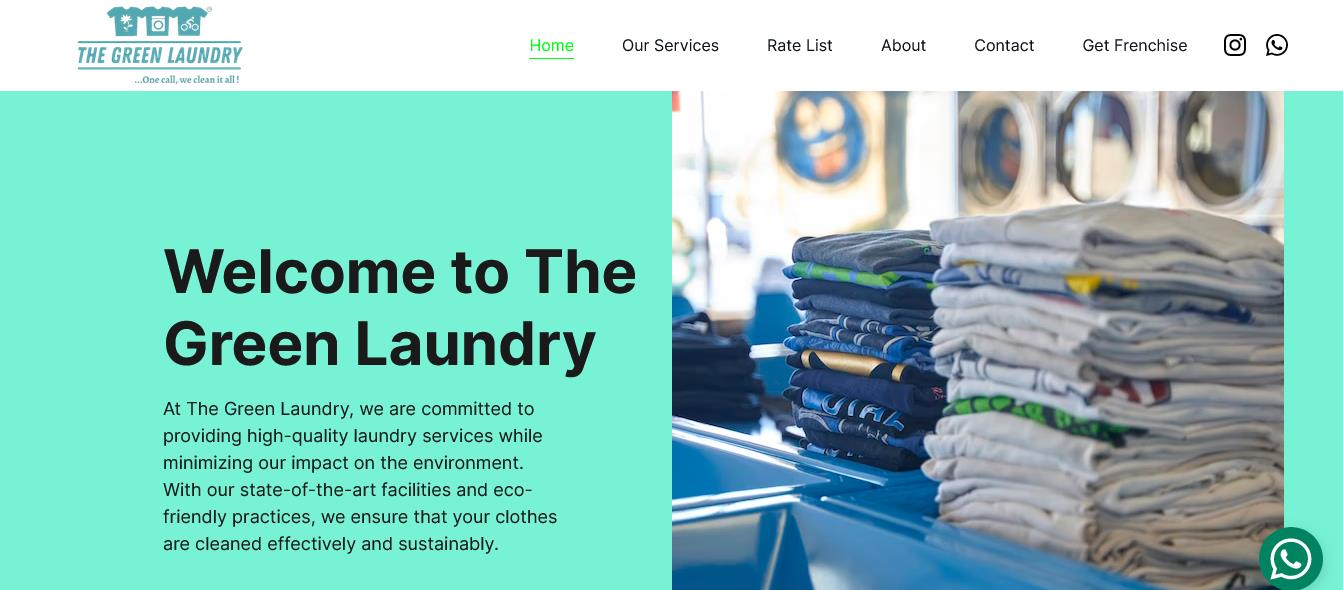 THE GREEN LAUNDRY
...One call, we clean it all !
Home
Our Services
Rate List
About
Contact
Get Frenchise
Welcome to The
Green Laundry
At The Green Laundry, we are committed to
providing high-quality laundry services while
minimizing our impact on the environment.
With our state-of-the-art facilities and eco-
friendly practices, we ensure that your clothes
are cleaned effectively and sustainably.